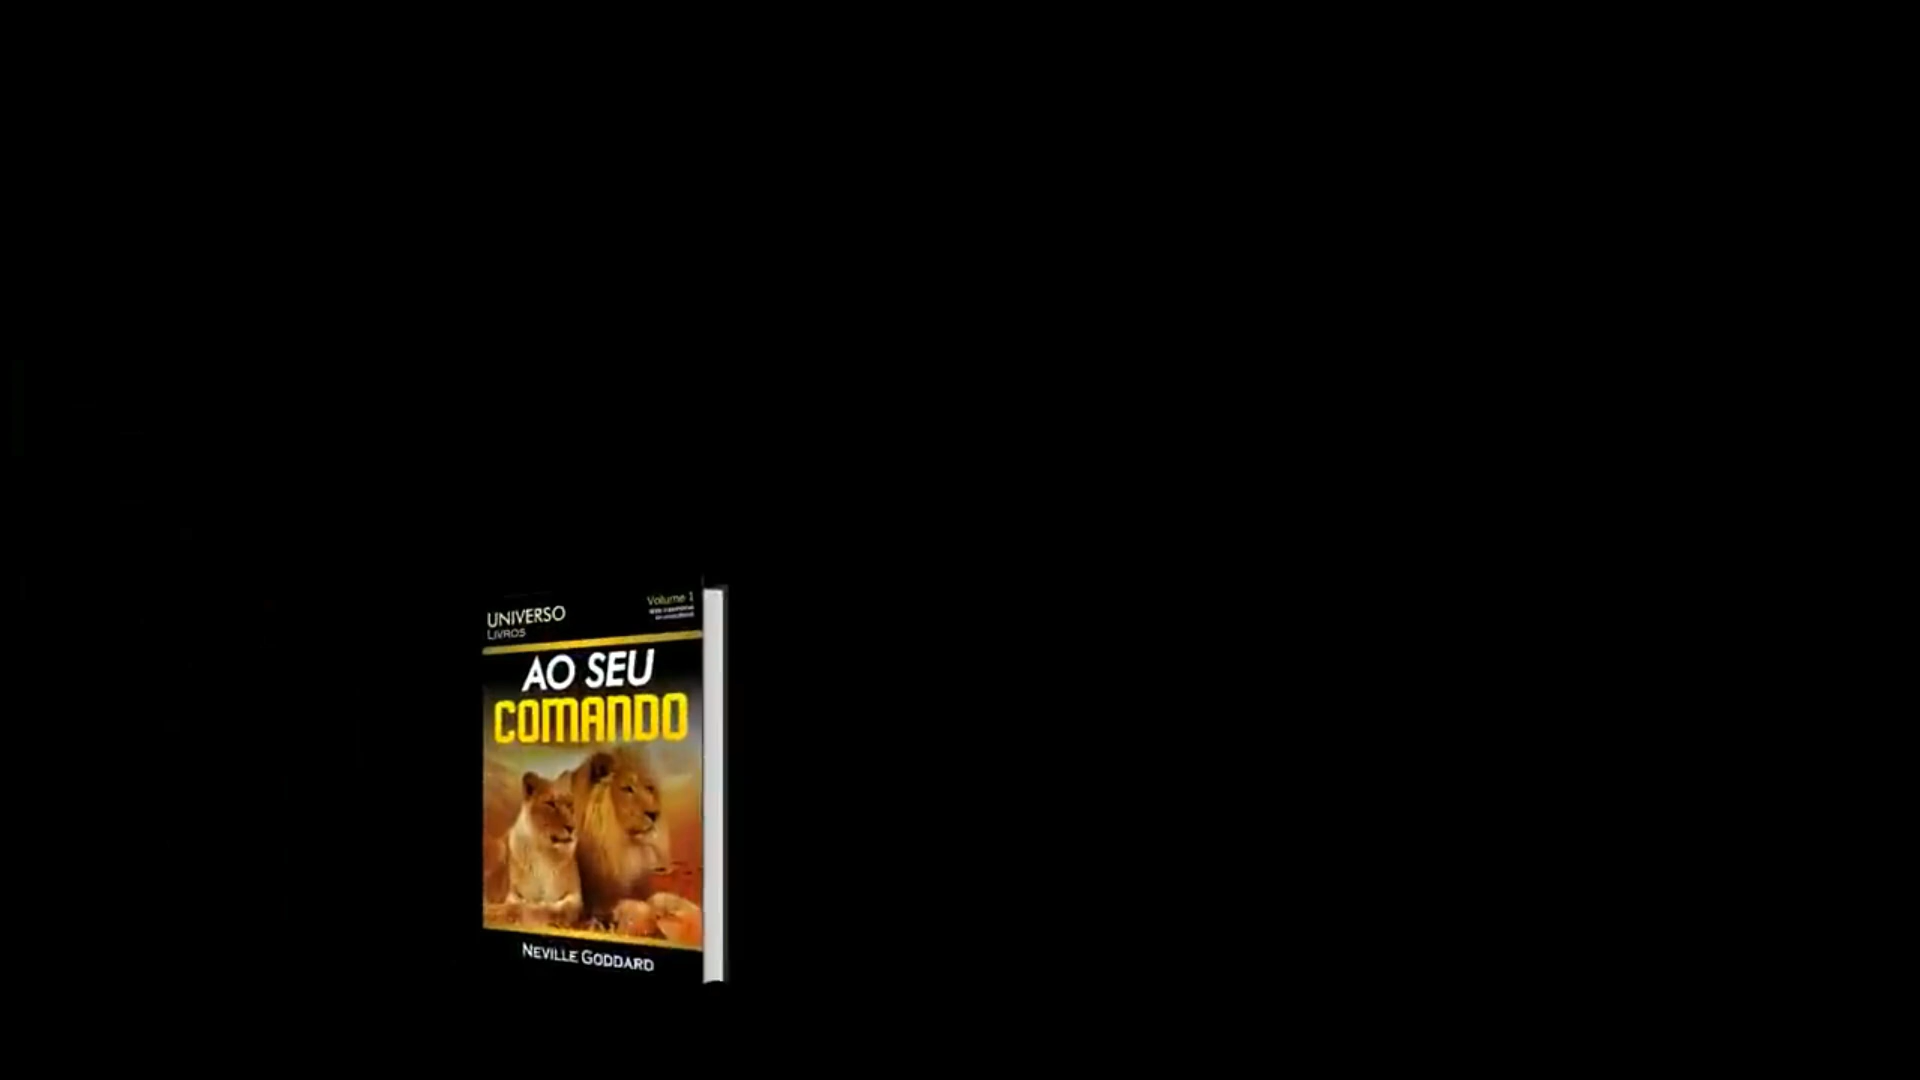 UNIVERSO
LIVROS
Volume 1
AO SEU
COMANDO
NEVILLE GODDARD